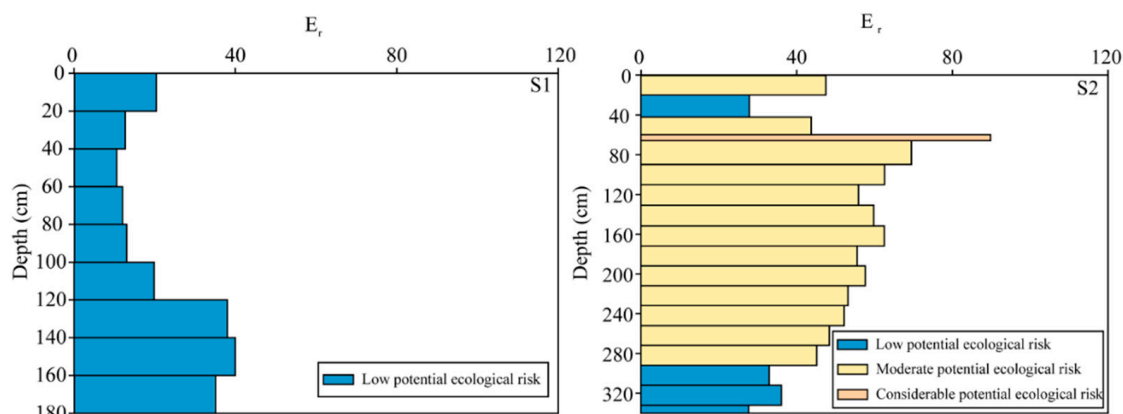 E_r
0 40 80 120
S1
0
20
40
60
80
100
120
140
160
180
Depth (cm)
Low potential ecological risk
E_r
0 40 80 120
S2
0
40
80
120
160
200
240
280
320
Depth (cm)
Low potential ecological risk
Moderate potential ecological risk
Considerable potential ecological risk